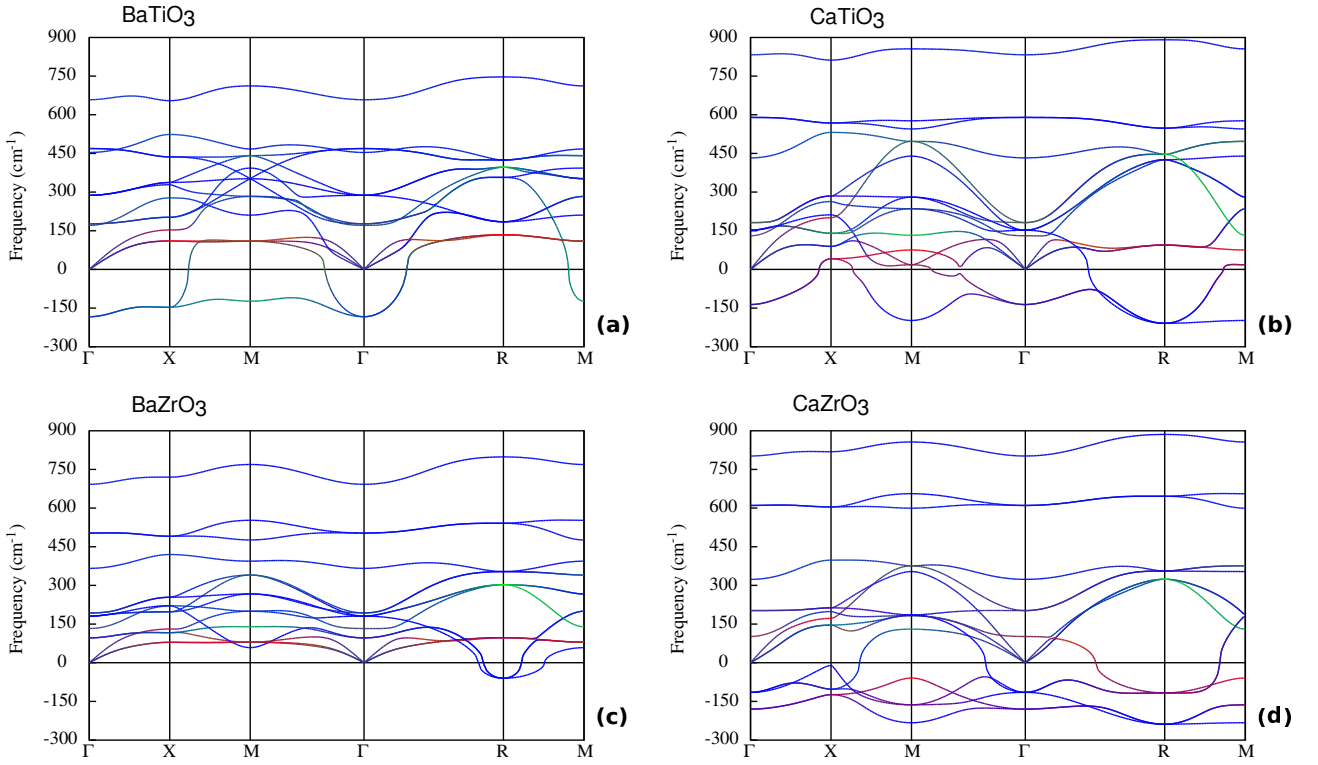 BaTiO3
CaTiO3
900
750
600
450
300
150
0
-150
-300
Frequency (cm-1)
Γ X M Γ R M
(a)
900
750
600
450
300
150
0
-150
-300
Frequency (cm-1)
Γ X M Γ R M
(b)
BaZrO3
CaZrO3
900
750
600
450
300
150
0
-150
-300
Frequency (cm-1)
Γ X M Γ R M
(c)
900
750
600
450
300
150
0
-150
-300
Frequency (cm-1)
Γ X M Γ R M
(d)